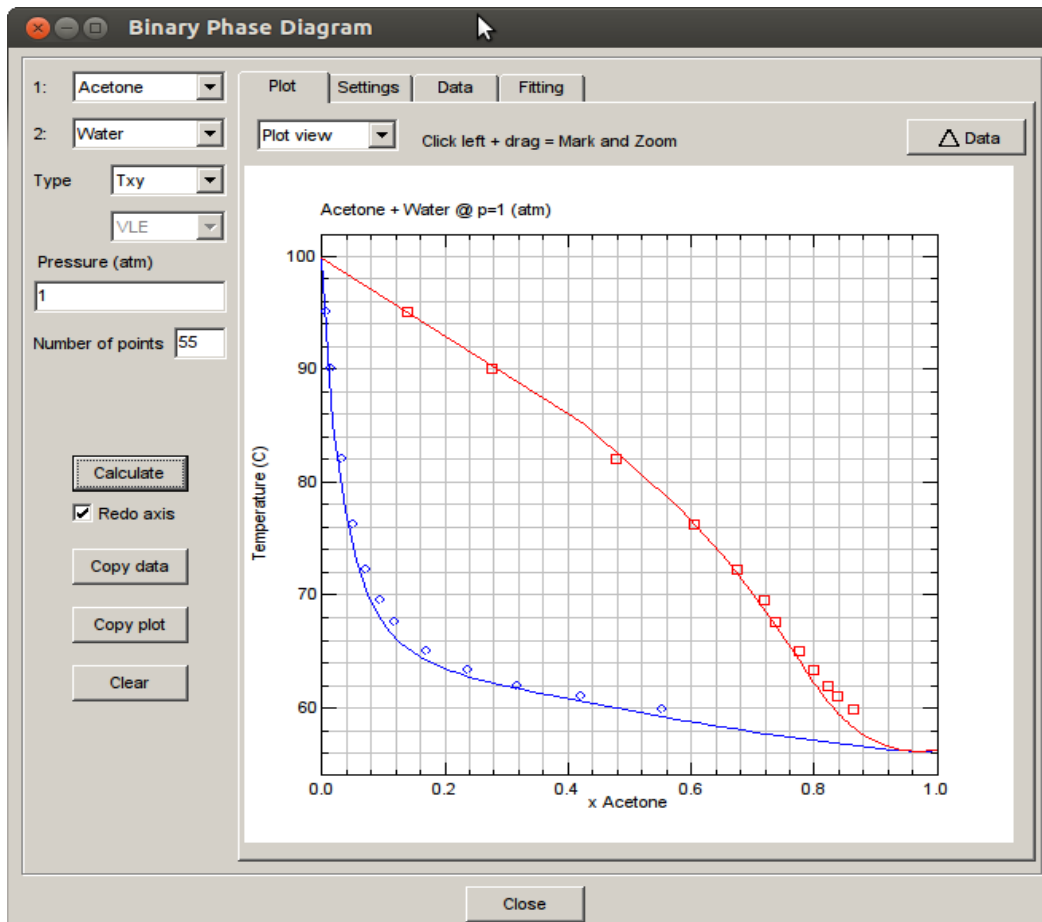 Binary Phase Diagram
1: Acetone
2: Water
Type Txy
VLE
Pressure (atm)
1
Number of points 55
Calculate
Redo axis
Copy data
Copy plot
Clear
Plot Settings Data Fitting
Plot view Click left + drag = Mark and Zoom Data
Acetone + Water @ p=1 (atm)
100
90
80
70
60
Temperature (C)
0.0 0.2 0.4 0.6 0.8 1.0
x Acetone
Close